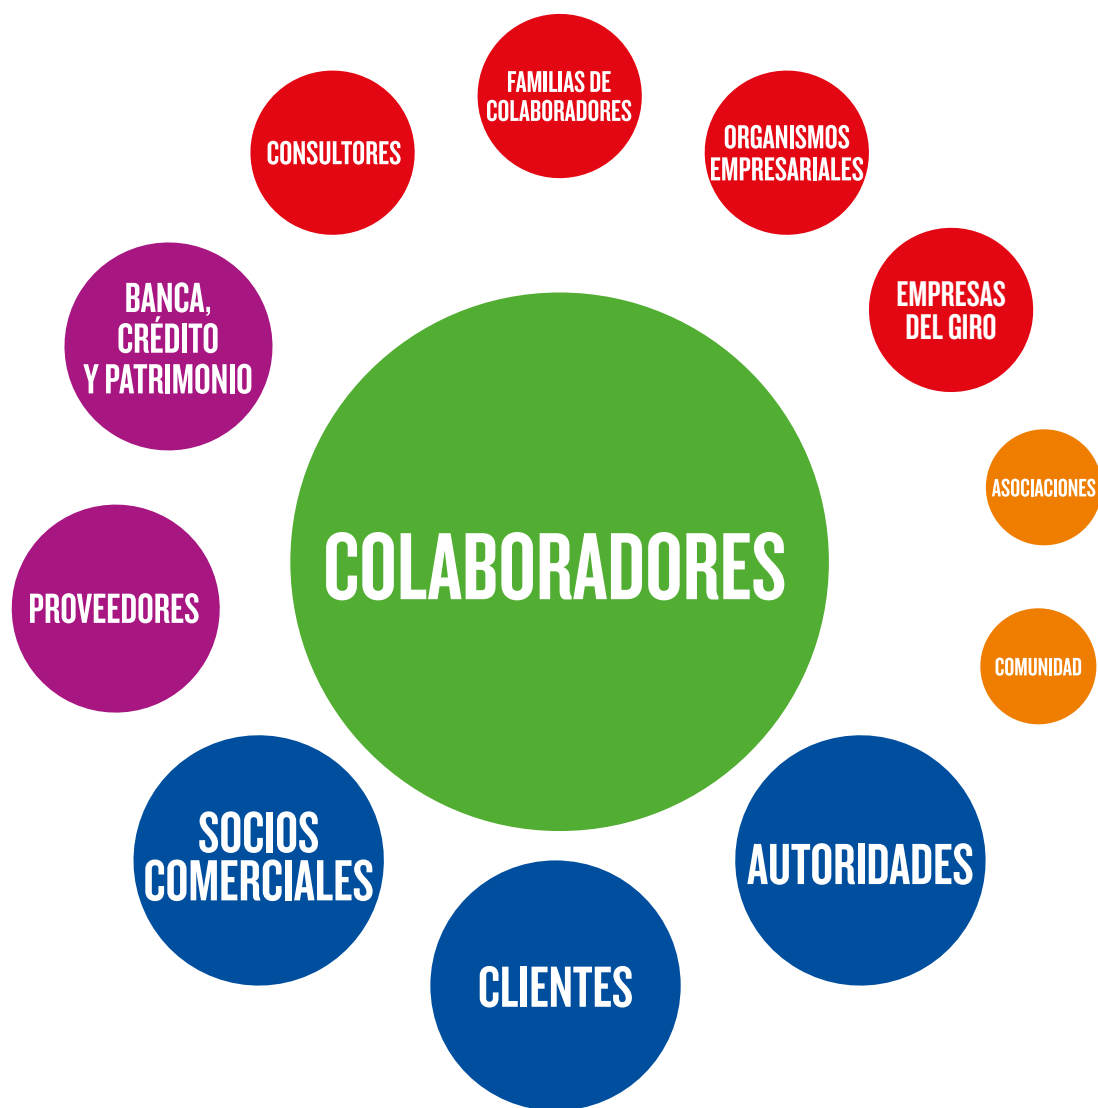 FAMILIAS DE
COLABORADORES
CONSULTORES
ORGANISMOS
EMPRESARIALES
BANCA,
CRÉDITO
Y PATRIMONIO
EMPRESAS
DEL GIRO
ASOCIACIONES
COLABORADORES
PROVEEDORES
COMUNIDAD
SOCIOS
COMERCIALES
AUTORIDADES
CLIENTES